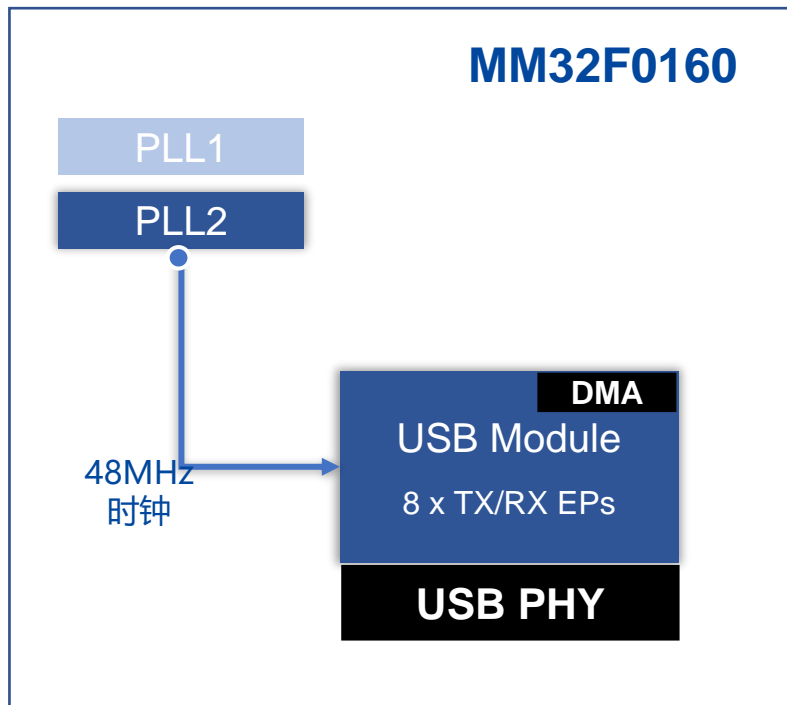 MM32F0160
PLL1
PLL2
DMA
USB Module
8 x TX/RX EPs
48MHz
时钟
USB PHY